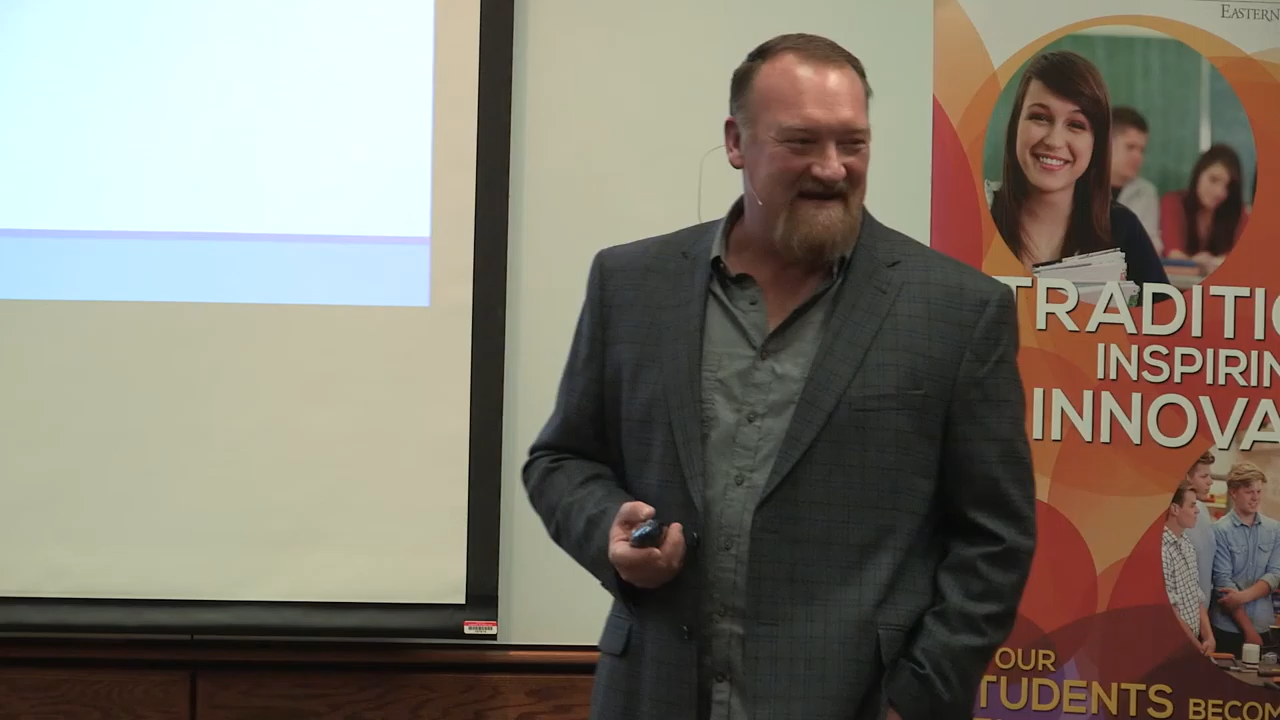 EASTERN
TRADITIO
INSPIRIN
INNOVA
OUR
TUDENTS BECOM